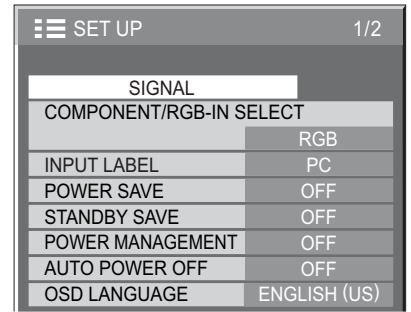 SET UP 1/2
SIGNAL
COMPONENT/RGB-IN SELECT
RGB
INPUT LABEL PC
POWER SAVE OFF
STANDBY SAVE OFF
POWER MANAGEMENT OFF
AUTO POWER OFF OFF
OSD LANGUAGE ENGLISH (US)